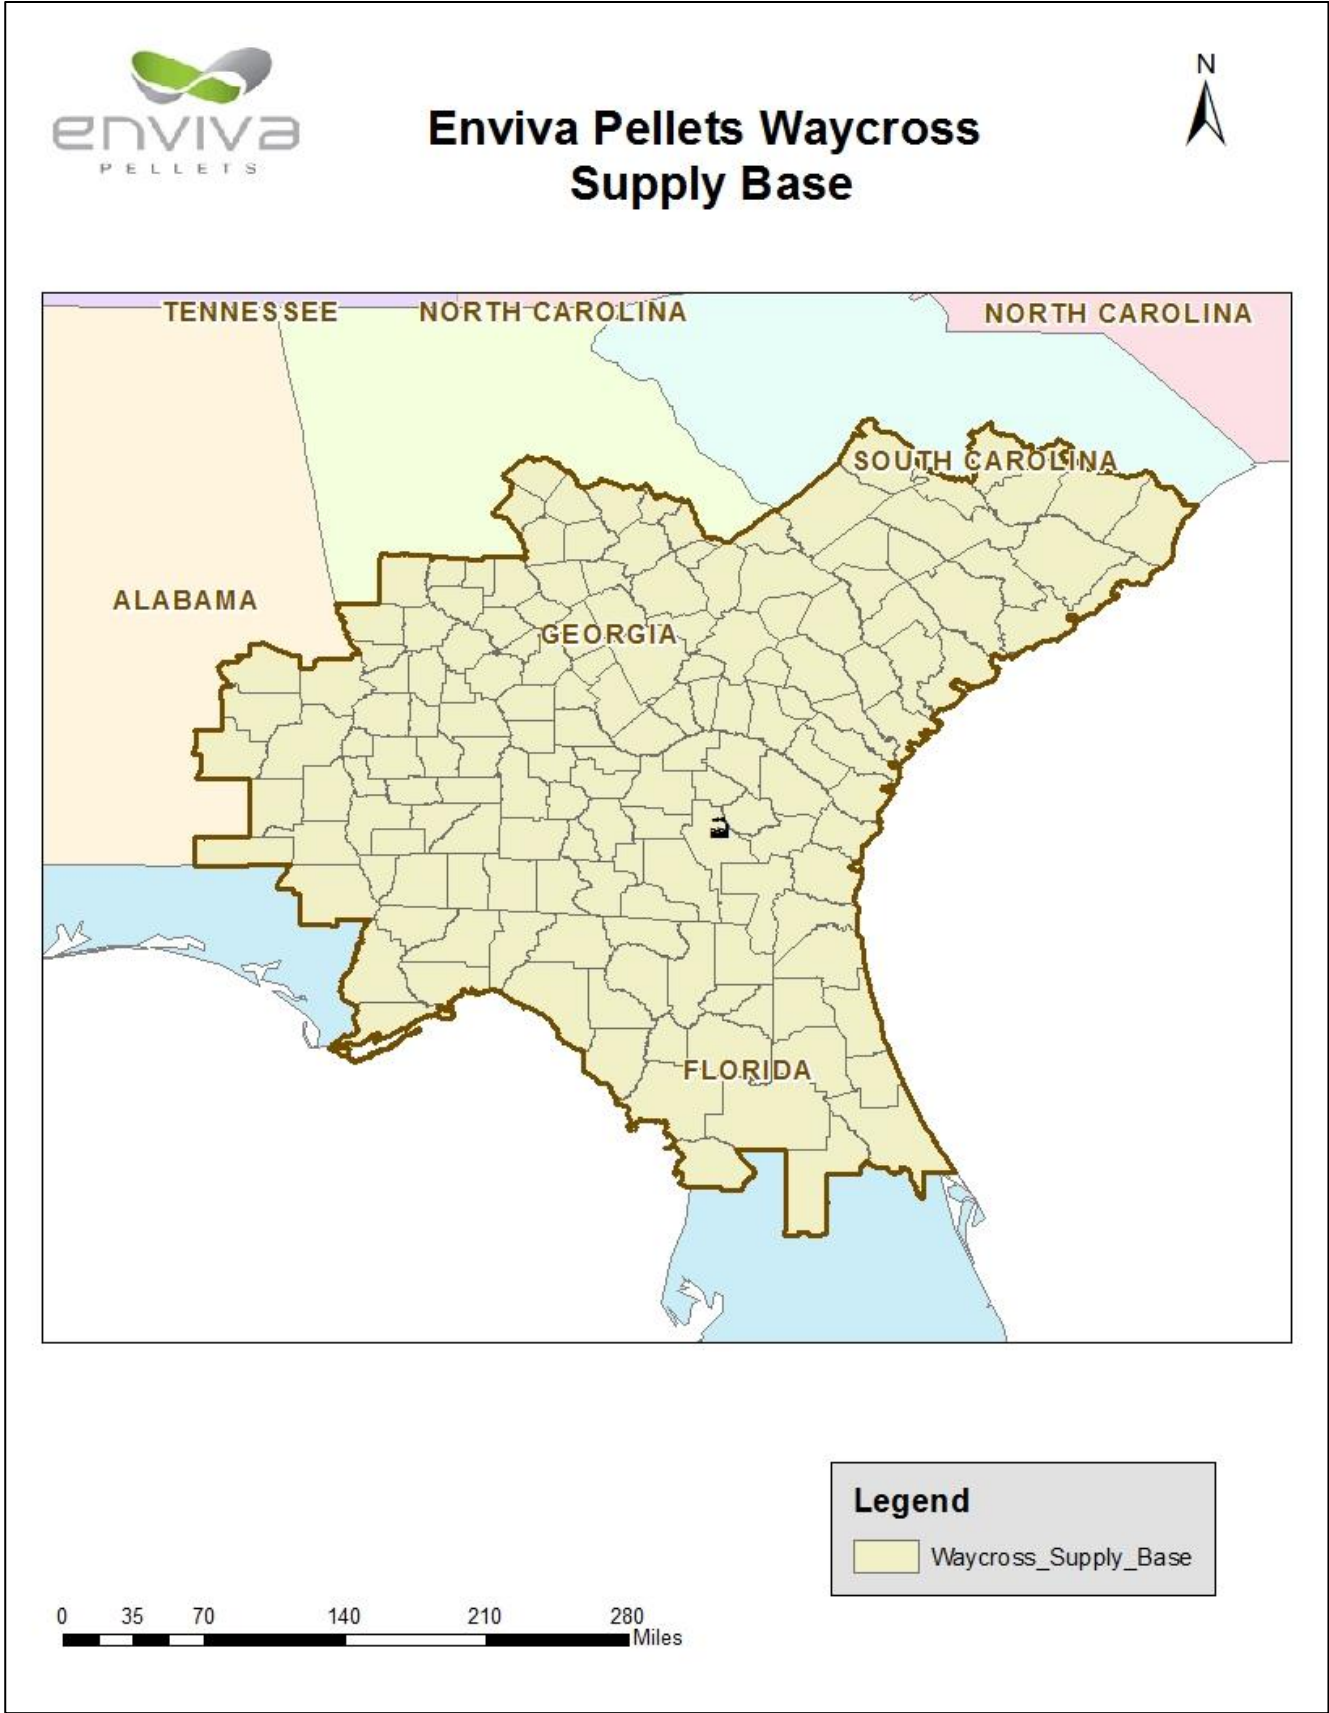 enviva
PELLETS
N
Enviva Pellets Waycross
Supply Base
TENNESSEE
NORTH CAROLINA
NORTH CAROLINA
SOUTH CAROLINA
ALABAMA
GEORGIA
FLORIDA
Legend
Waycross_Supply_Base
0 35 70 140 210 280
Miles